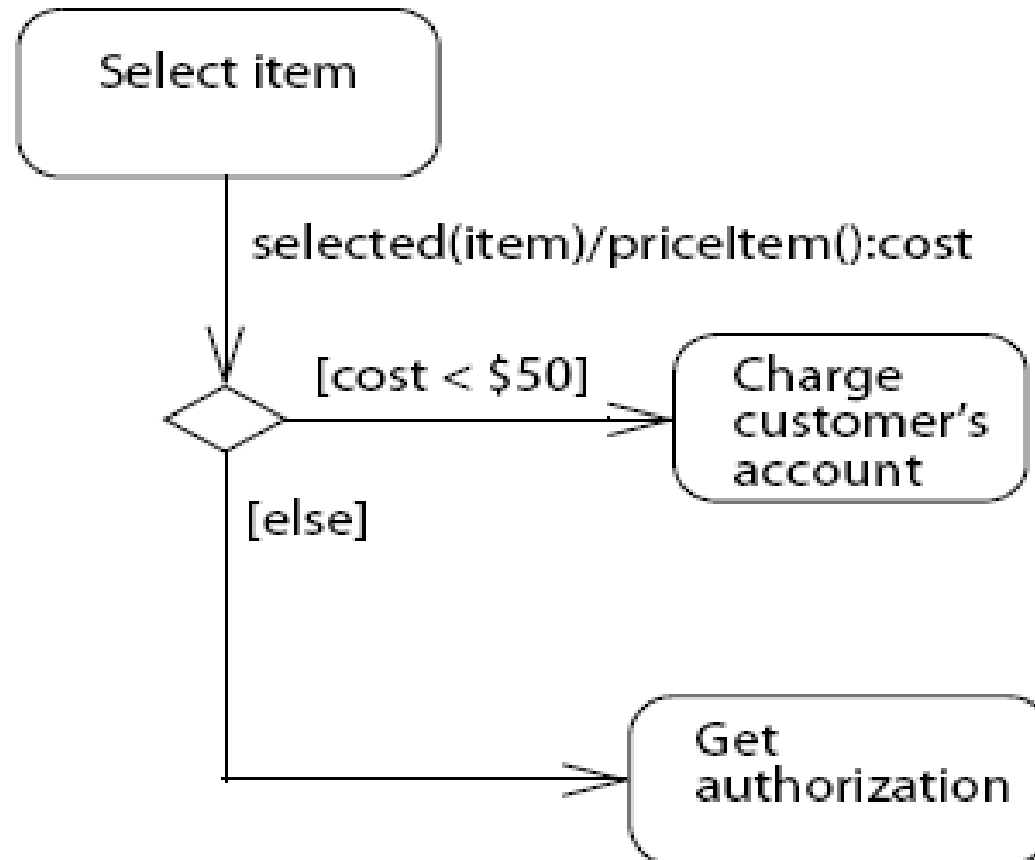 Select item
selected(item)/priceItem():cost
[cost < $50]
Charge
customer's
account
[else]
Get
authorization